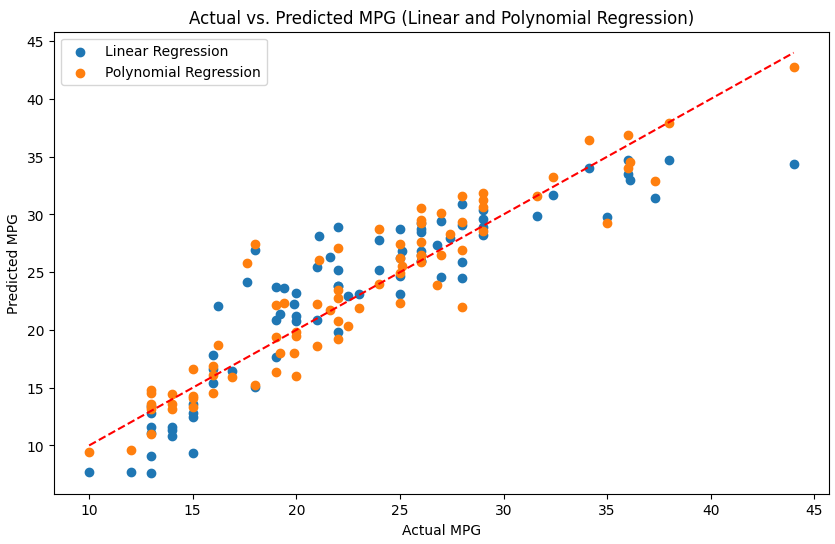 Actual vs. Predicted MPG (Linear and Polynomial Regression)
Linear Regression
Polynomial Regression
45
40
35
30
25
20
15
10
Predicted MPG
10 15 20 25 30 35 40 45
Actual MPG